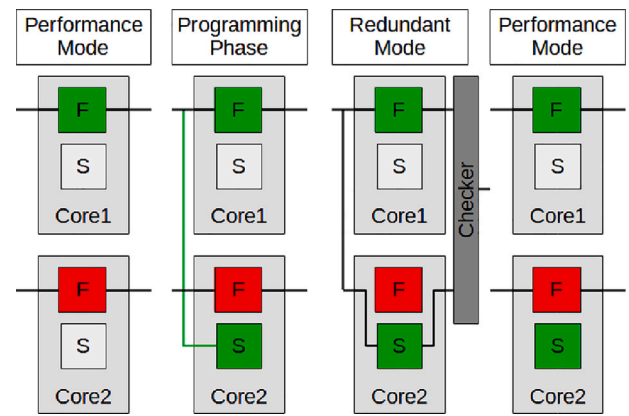 Performance
Mode
Programming
Phase
Redundant
Mode
Performance
Mode
F
S
Core1
F
S
Core1
F
S
Core1
Checker
F
S
Core1
F
S
Core2
F
S
Core2
F
S
Core2
F
S
Core2